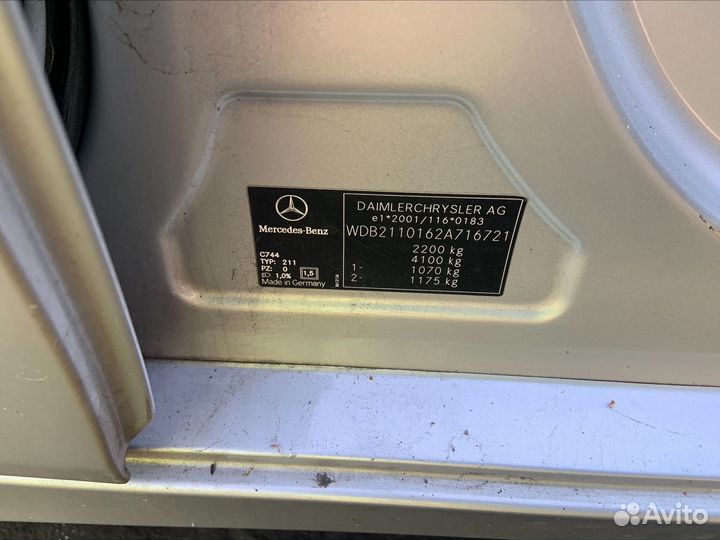 Mercedes-Benz
C744
TYP: 211
PZ: 0
1,0% 1,5
Made in Germany
DAIMLERCHRYSLER AG
e1*2001/116*0183
WDB2110162A716721
2200 kg
4100 kg
1- 1070 kg
2- 1175 kg
Avito